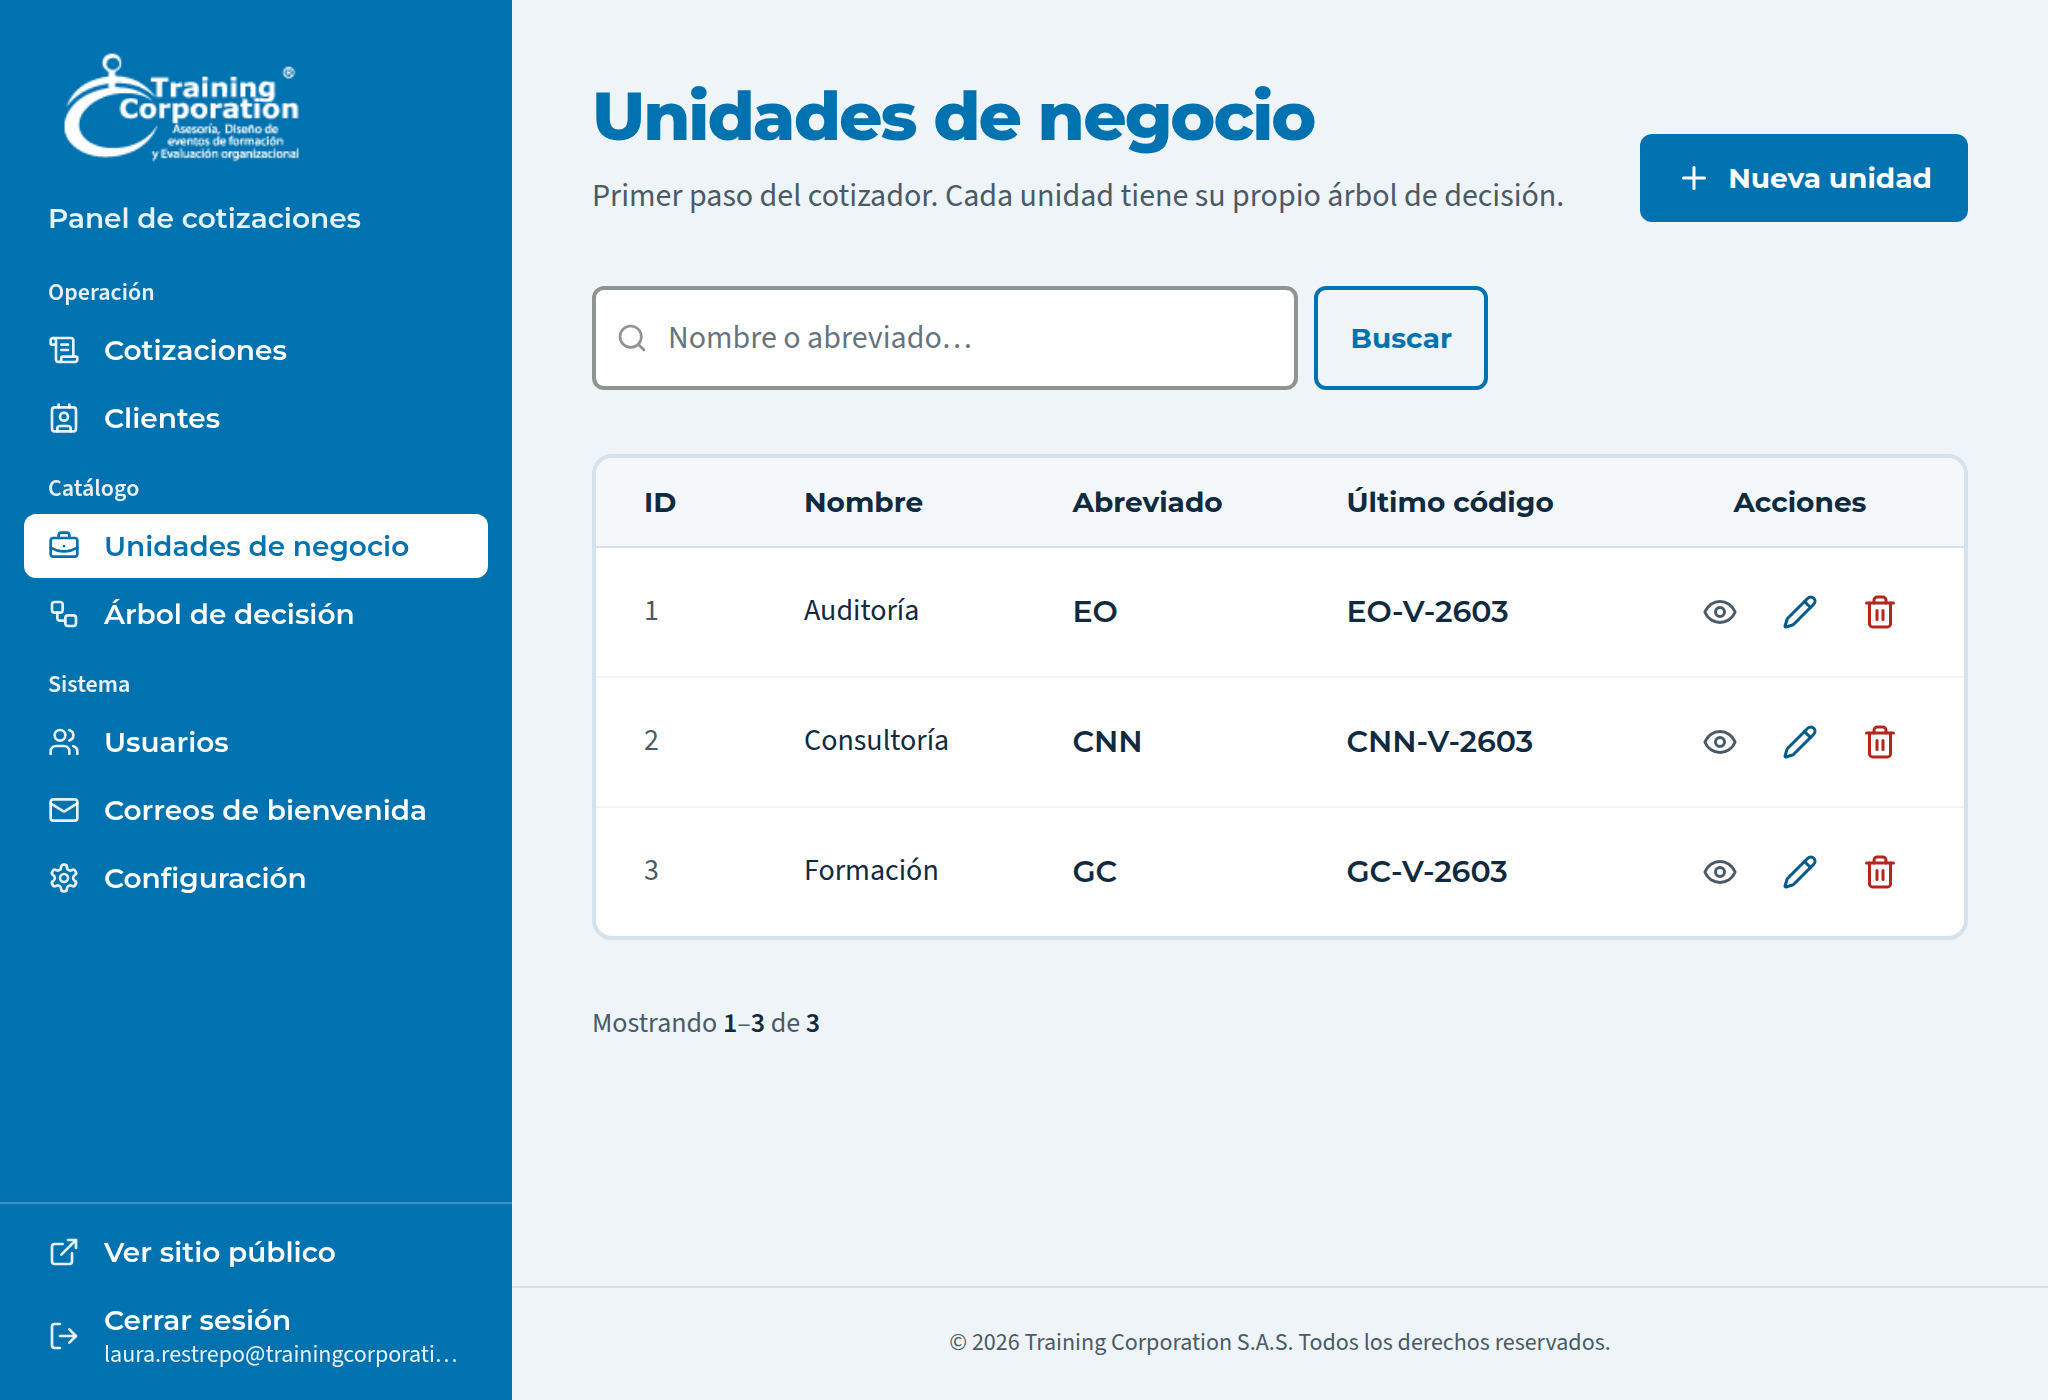 Training ®
Corporation
Asesoría, Diseño de
eventos de formación
y Evaluación organizacional
Panel de cotizaciones
Operación
Cotizaciones
Clientes
Catálogo
Unidades de negocio
Árbol de decisión
Sistema
Usuarios
Correos de bienvenida
Configuración
Ver sitio público
Cerrar sesión
laura.restrepo@trainingcorporati…
Unidades de negocio
Primer paso del cotizador. Cada unidad tiene su propio árbol de decisión.
Nueva unidad
Nombre o abreviado…
Buscar
ID Nombre Abreviado Último código Acciones
1 Auditoría EO EO-V-2603
2 Consultoría CNN CNN-V-2603
3 Formación GC GC-V-2603
Mostrando 1–3 de 3
© 2026 Training Corporation S.A.S. Todos los derechos reservados.